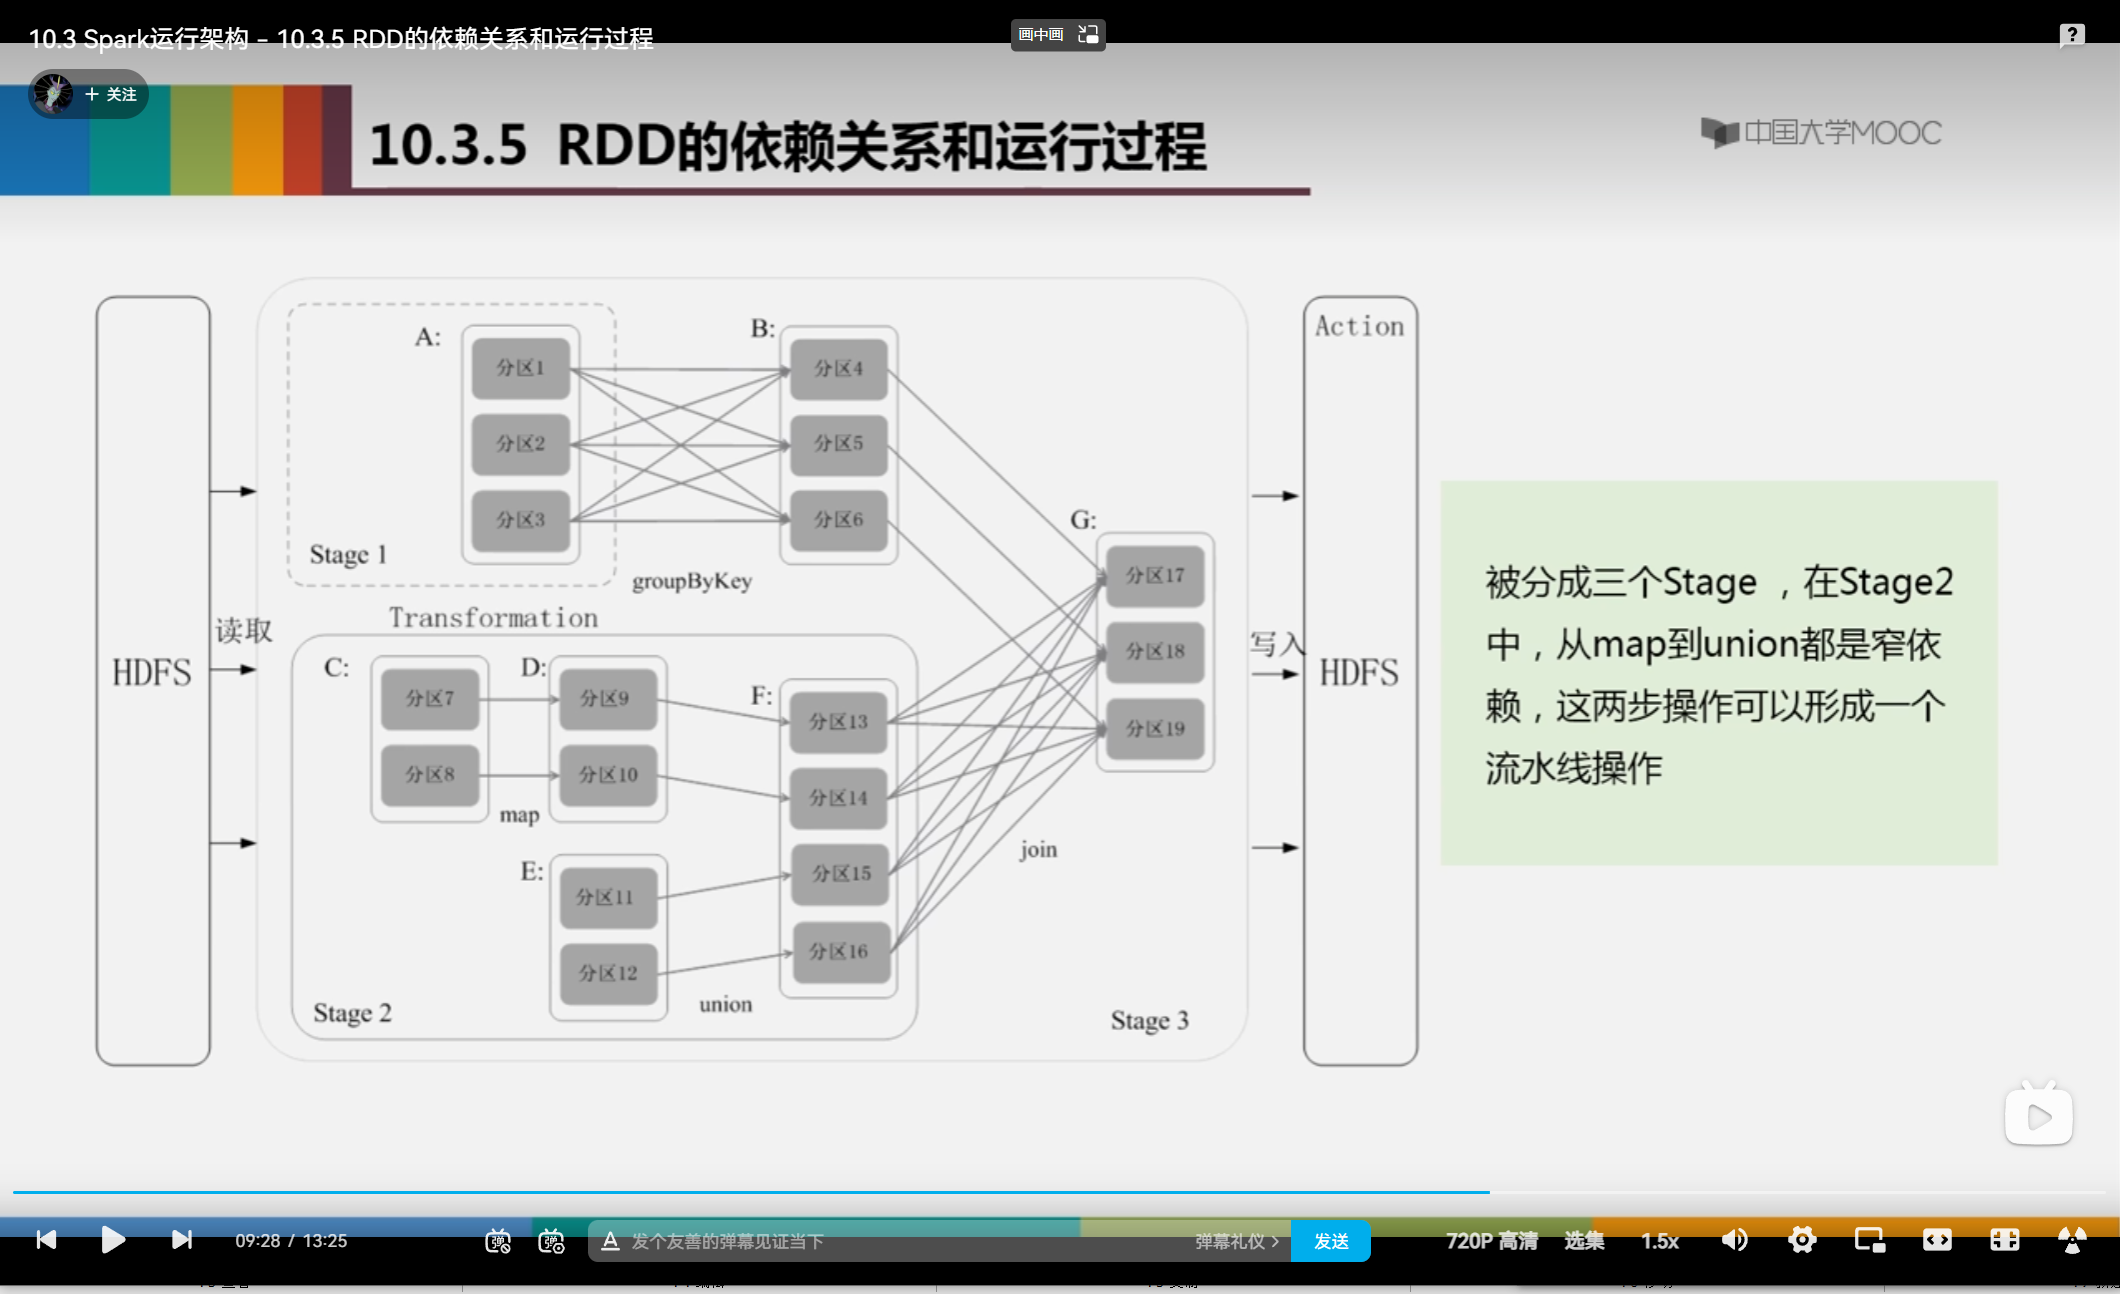 10.3 Spark运行架构 - 10.3.5 RDD的依赖关系和运行过程
画中画
+ 关注
10.3.5 RDD的依赖关系和运行过程
中国大学MOOC
HDFS
读取
A:
分区1
分区2
分区3
Stage 1
groupByKey
B:
分区4
分区5
分区6
Transformation
C:
分区7
分区8
map
D:
分区9
分区10
E:
分区11
分区12
union
F:
分区13
分区14
分区15
分区16
Stage 2
join
G:
分区17
分区18
分区19
Stage 3
写入
Action
HDFS
被分成三个Stage ，在Stage2
中，从map到union都是窄依
赖，这两步操作可以形成一个
流水线操作
09:28 / 13:25
发个友善的弹幕见证当下
弹幕礼仪 >
发送
720P 高清
选集
1.5x